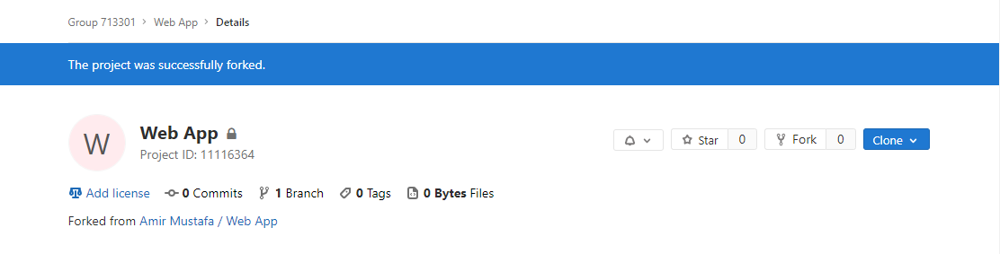 Group 713301 > Web App > Details
The project was successfully forked.
W
Web App
Project ID: 11116364
Star 0
Fork 0
Clone
Add license 0 Commits 1 Branch 0 Tags 0 Bytes Files
Forked from Amir Mustafa / Web App